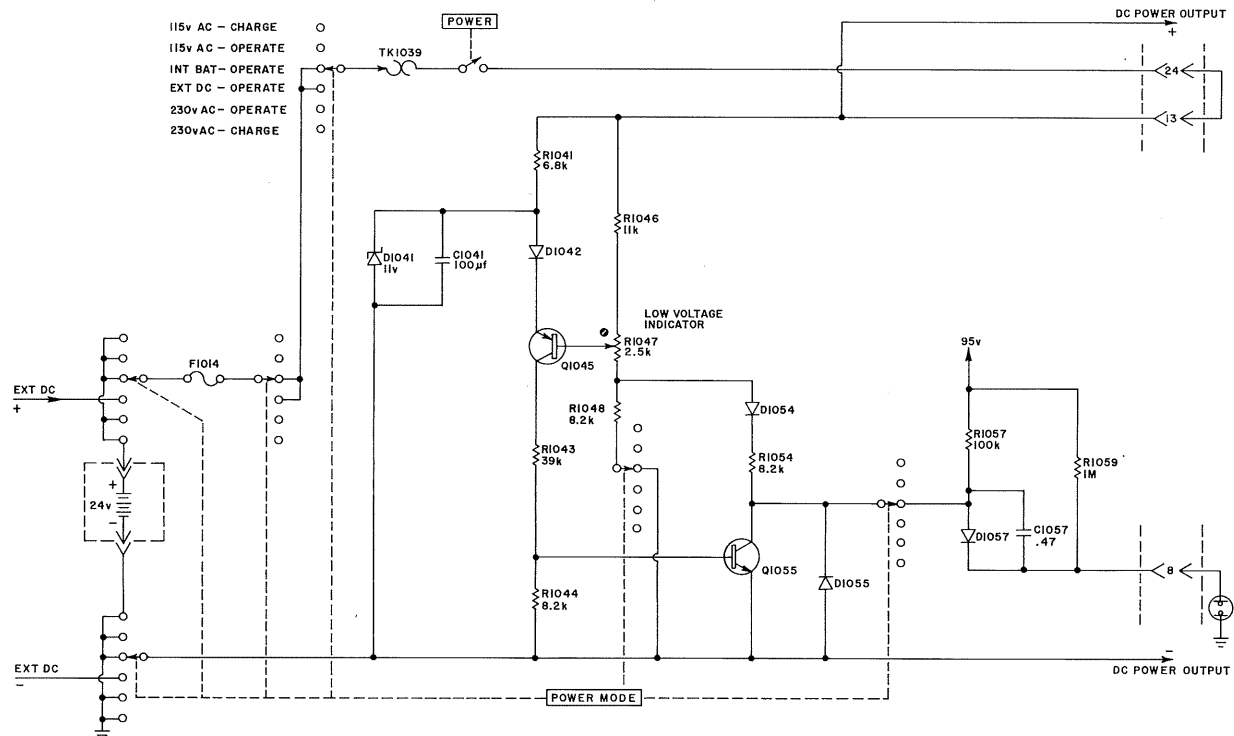 115v AC - CHARGE
115v AC - OPERATE
INT BAT- OPERATE
EXT DC - OPERATE
230v AC - OPERATE
230vAC - CHARGE
POWER
TK1039
DC POWER OUTPUT
+
24
13
R1041
6.8k
R1046
11k
D1041
11v
C1041
100µf
D1042
LOW VOLTAGE
INDICATOR
R1047
2.5k
Q1045
F1014
EXT DC
+
R1048
8.2k
D1054
R1043
39k
R1054
8.2k
95v
R1057
100k
R1059
1M
+
24v
-
D1057
C1057
.47
Q1055
D1055
8
R1044
8.2k
EXT DC
-
POWER MODE
-
DC POWER OUTPUT